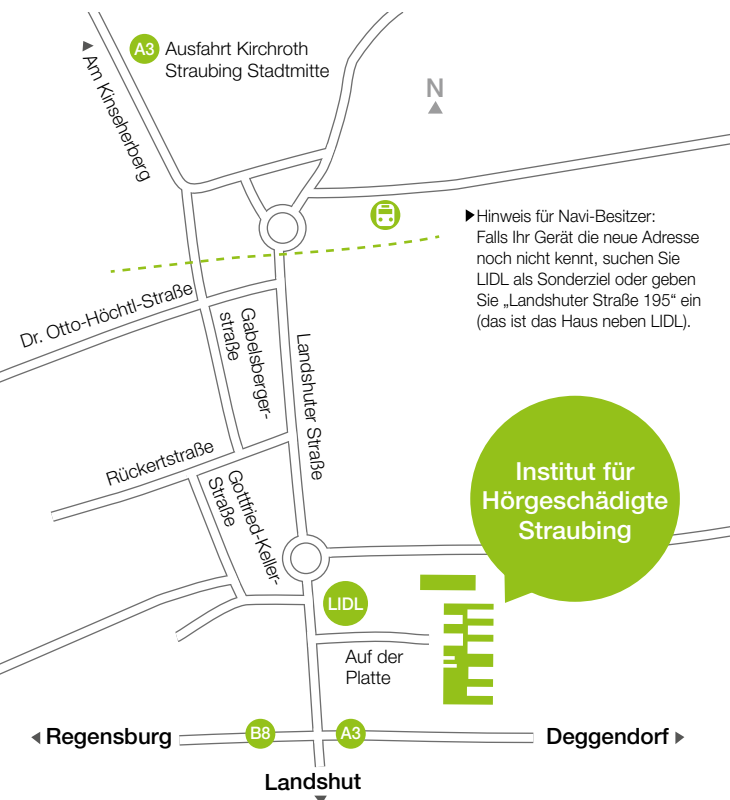 A3 Ausfahrt Kirchroth
Straubing Stadtmitte
Am Kinseherberg
N
Hinweis für Navi-Besitzer:
Falls Ihr Gerät die neue Adresse
noch nicht kennt, suchen Sie
LIDL als Sonderziel oder geben
Sie „Landshuter Straße 195“ ein
(das ist das Haus neben LIDL).
Dr. Otto-Höchtl-Straße
Gabelsberger-
straße
Landshuter Straße
Rückertstraße
Gottfried-Keller-
Straße
Institut für
Hörgeschädigte
Straubing
LIDL
Auf der
Platte
Regensburg
B8
A3
Deggendorf
Landshut